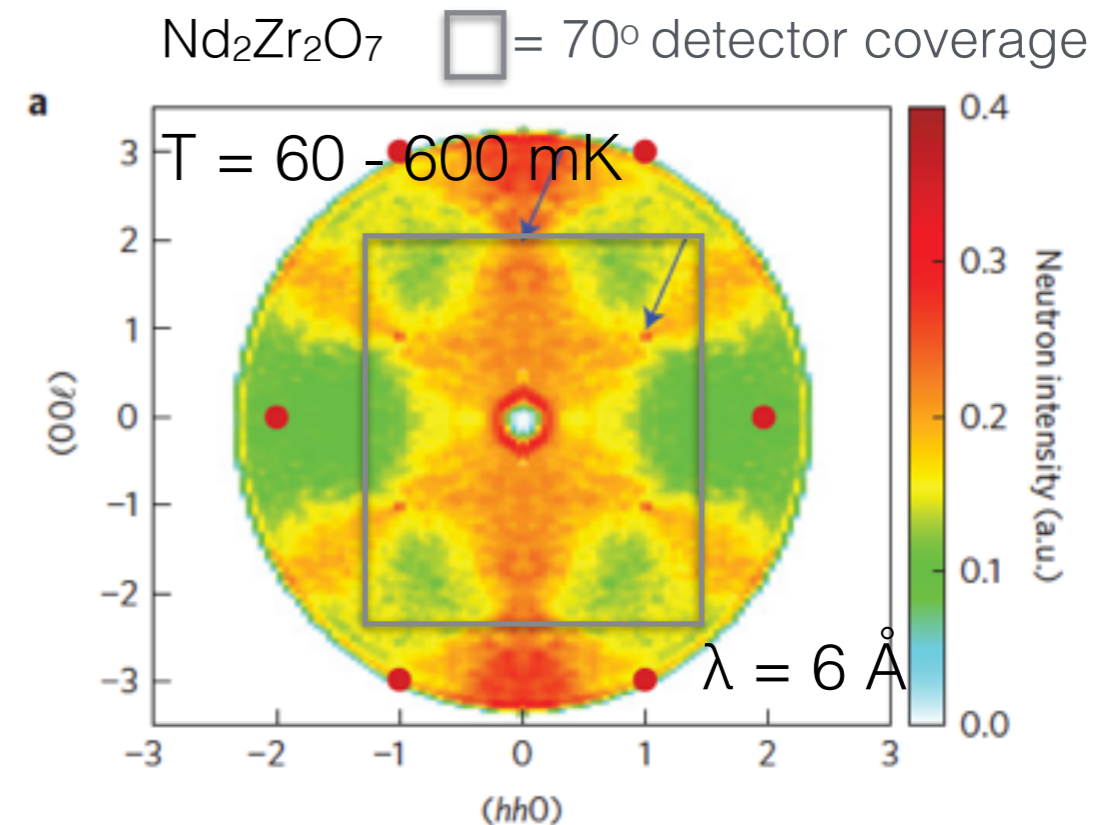 Nd₂Zr₂O₇ = 70º detector coverage
a
T = 60 - 600 mK
λ = 6 Å
3
2
1
0
−1
−2
−3
(00ℓ)
−3 −2 −1 0 1 2 3
(hh0)
0.4
0.3
0.2
0.1
0.0
Neutron intensity (a.u.)